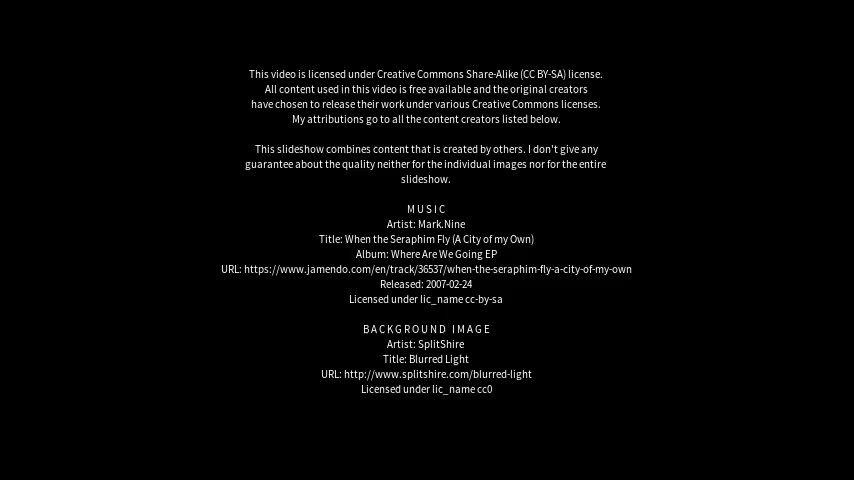 This video is licensed under Creative Commons Share-Alike (CC BY-SA) license.
All content used in this video is free available and the original creators
have chosen to release their work under various Creative Commons licenses.
My attributions go to all the content creators listed below.
This slideshow combines content that is created by others. I don't give any
guarantee about the quality neither for the individual images nor for the entire
slideshow.
MUSIC
Artist: Mark.Nine
Title: When the Seraphim Fly (A City of my Own)
Album: Where Are We Going EP
URL: https://www.jamendo.com/en/track/36537/when-the-seraphim-fly-a-city-of-my-own
Released: 2007-02-24
Licensed under lic_name cc-by-sa
BACKGROUND IMAGE
Artist: SplitShire
Title: Blurred Light
URL: http://www.splitshire.com/blurred-light
Licensed under lic_name cc0